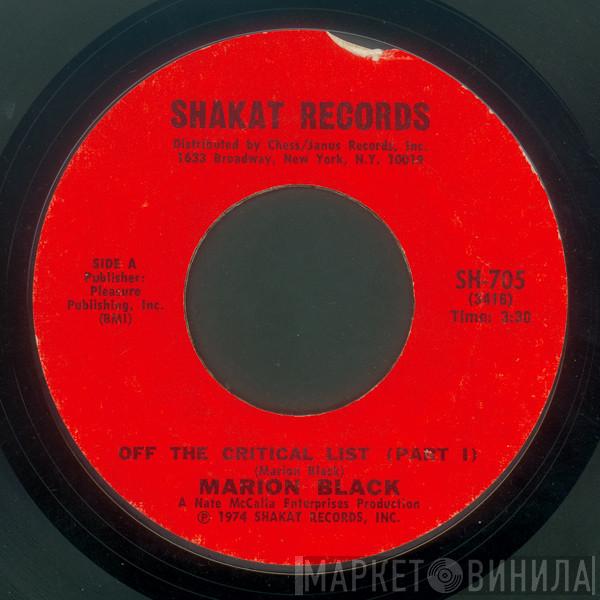 SHAKAT RECORDS
Distributed by Chess/Janus Records, Inc.
1633 Broadway, New York, N.Y. 10019
SIDE A
Publisher:
Pleasure
Publishing, Inc.
(BMI)
SH-705
(3418)
Time: 3:30
OFF THE CRITICAL LIST (PART I)
(Marion Black)
MARION BLACK
A Nate McCalla Enterprises Production
℗ 1974 SHAKAT RECORDS, INC.
МАРКЕТ ВИНИЛА